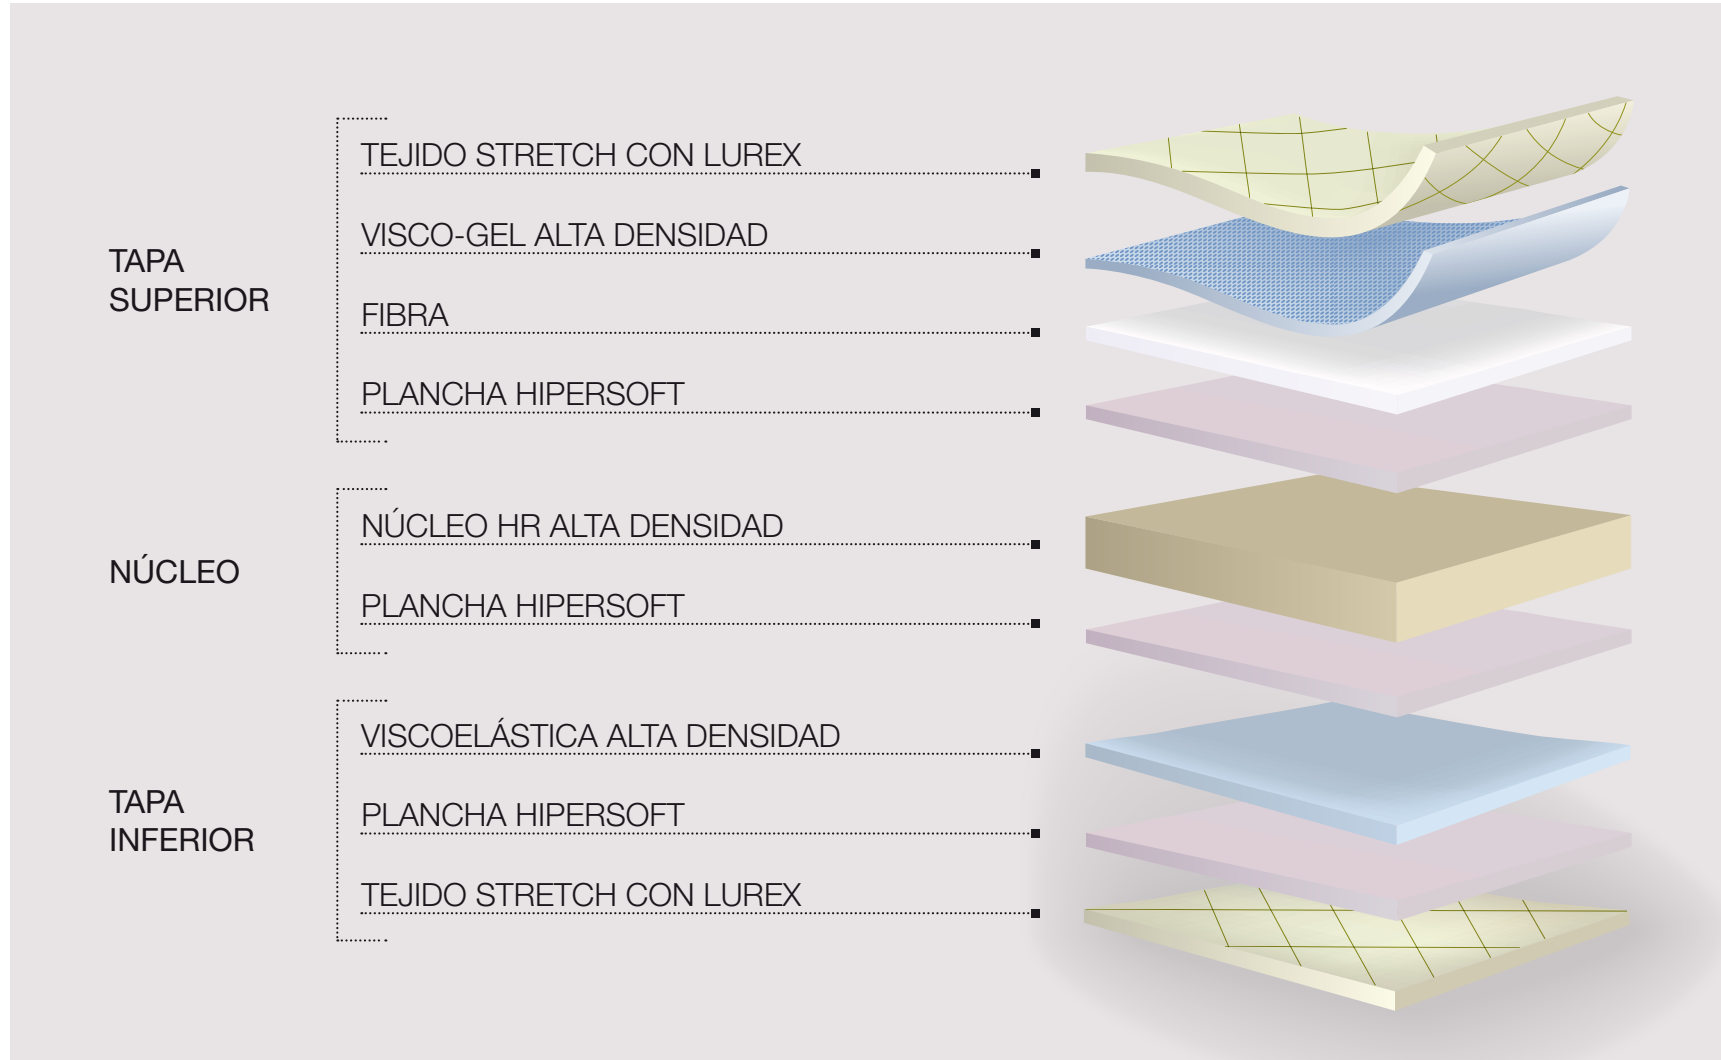 TAPA
SUPERIOR
TEJIDO STRETCH CON LUREX
VISCO-GEL ALTA DENSIDAD
FIBRA
PLANCHA HIPERSOFT
NÚCLEO
NÚCLEO HR ALTA DENSIDAD
PLANCHA HIPERSOFT
TAPA
INFERIOR
VISCOELÁSTICA ALTA DENSIDAD
PLANCHA HIPERSOFT
TEJIDO STRETCH CON LUREX